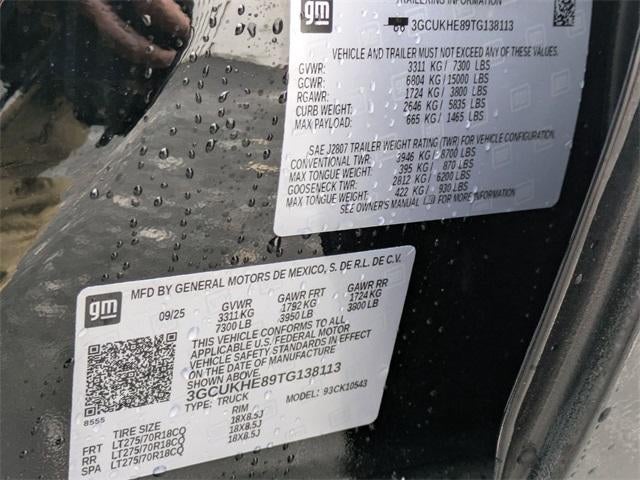 gm
TRAILERING INFORMATION
3GCUKHE89TG138113
VEHICLE AND TRAILER MUST NOT EXCEED ANY OF THESE VALUES.
GVWR: 3311 KG / 7300 LBS
GCWR: 6804 KG / 15000 LBS
RGAWR: 1724 KG / 3800 LBS
CURB WEIGHT: 2646 KG / 5835 LBS
MAX PAYLOAD: 665 KG / 1465 LBS
SAE J2807 TRAILER WEIGHT RATING (TWR) FOR VEHICLE CONFIGURATION.
CONVENTIONAL TWR: 3946 KG / 8700 LBS
MAX TONGUE WEIGHT: 395 KG / 870 LBS
GOOSENECK TWR: 2812 KG / 6200 LBS
MAX TONGUE WEIGHT: 422 KG / 930 LBS
SEE OWNER'S MANUAL FOR MORE INFORMATION
gm
MFD BY GENERAL MOTORS DE MEXICO, S. DE R.L. DE C.V.
09/25 GVWR GAWR FRT GAWR RR
3311 KG 1792 KG 1724 KG
7300 LB 3950 LB 3800 LB
THIS VEHICLE CONFORMS TO ALL
APPLICABLE U.S. FEDERAL MOTOR
VEHICLE SAFETY STANDARDS IN EFFECT
ON THE DATE OF MANUFACTURE
SHOWN ABOVE
3GCUKHE89TG138113
TYPE: TRUCK MODEL: 93CK10543
8555
TIRE SIZE RIM
FRT LT275/70R18CQ 18X8.5J
RR LT275/70R18CQ 18X8.5J
SPA LT275/70R18CQ 18X8.5J